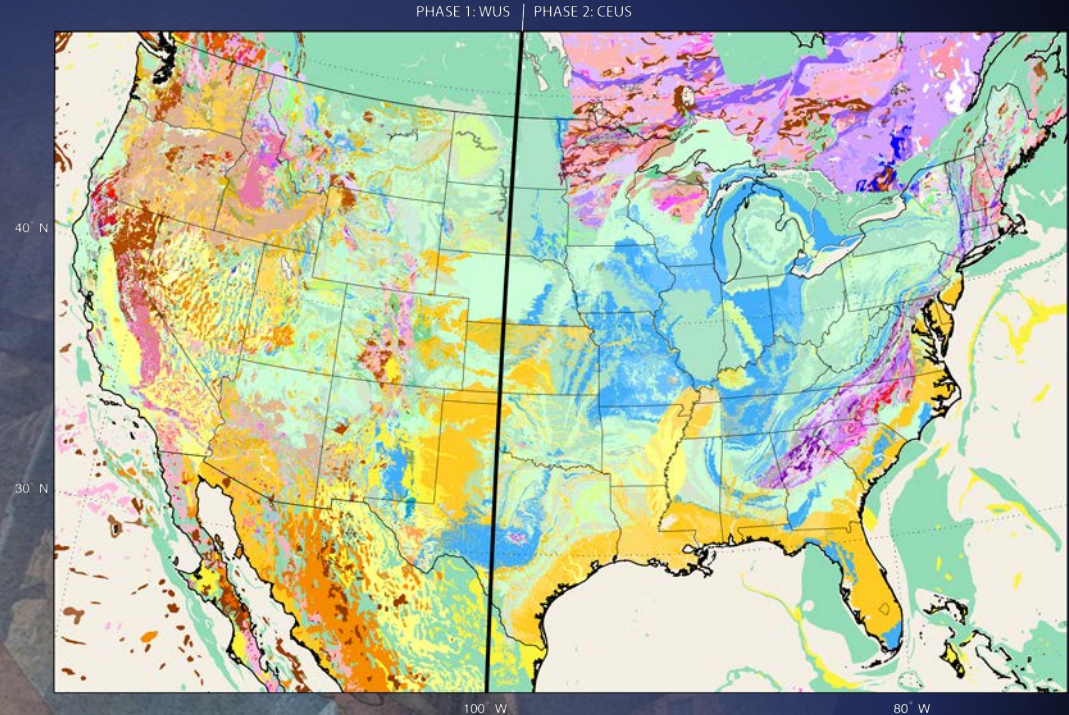 PHASE 1: WUS | PHASE 2: CEUS
40° N
30° N
100° W
80° W